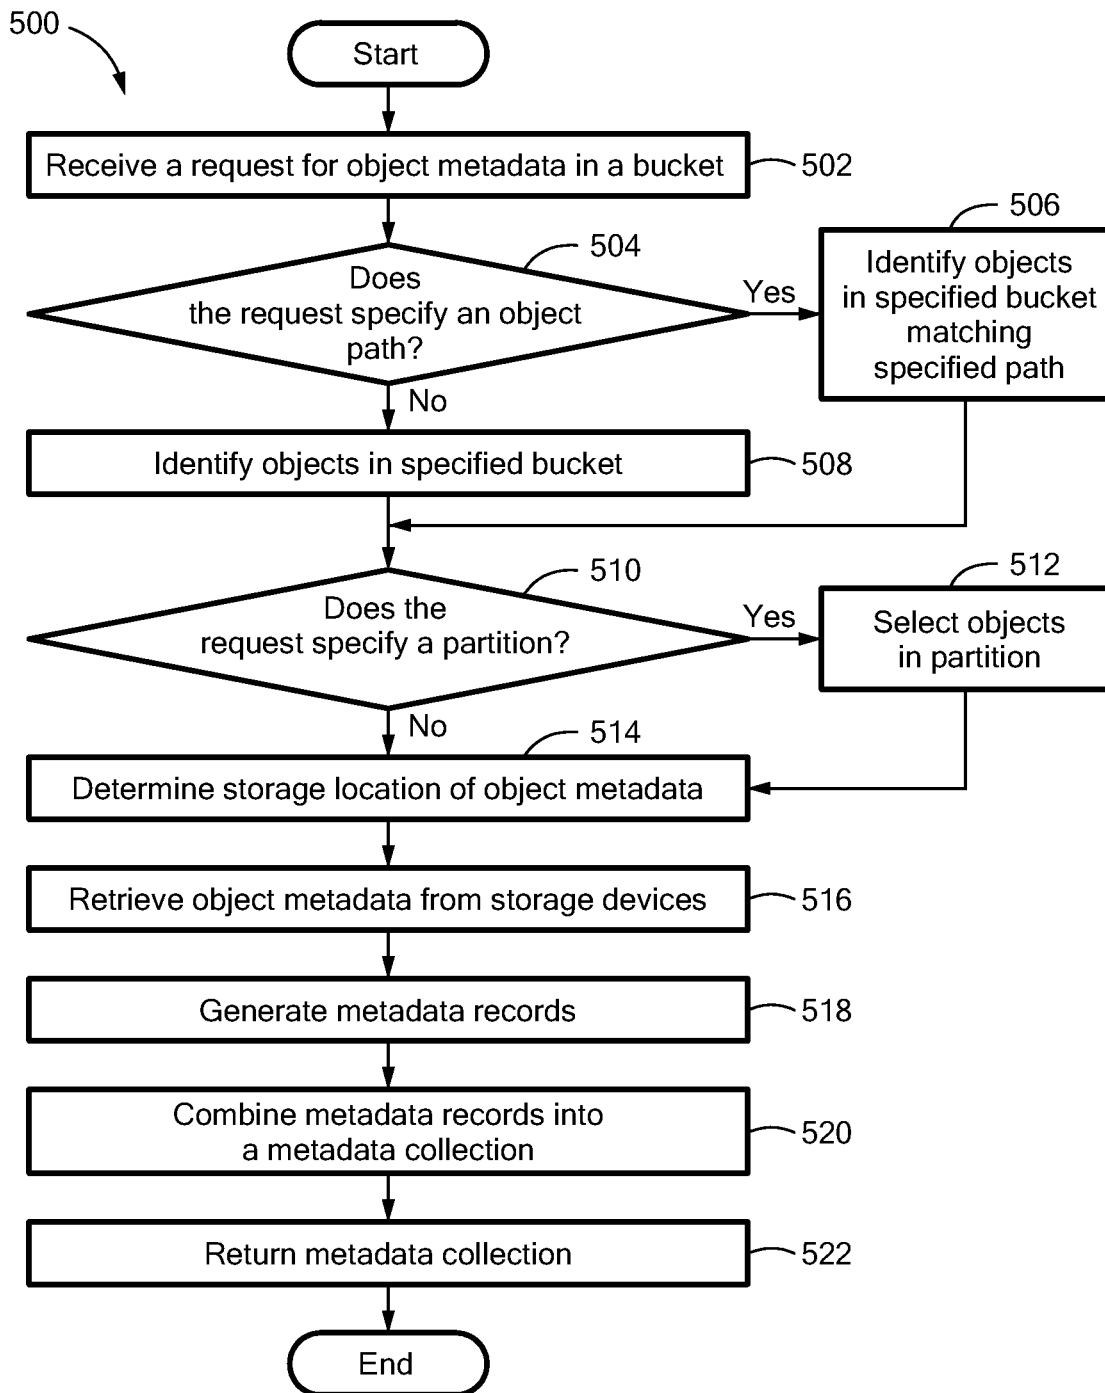 500
Start
Receive a request for object metadata in a bucket
502
504
Does
the request specify an object
path?
Yes
506
Identify objects
in specified bucket
matching
specified path
No
Identify objects in specified bucket
508
510
Does the
request specify a partition?
Yes
512
Select objects
in partition
No
514
Determine storage location of object metadata
Retrieve object metadata from storage devices
516
Generate metadata records
518
Combine metadata records into
a metadata collection
520
Return metadata collection
522
End